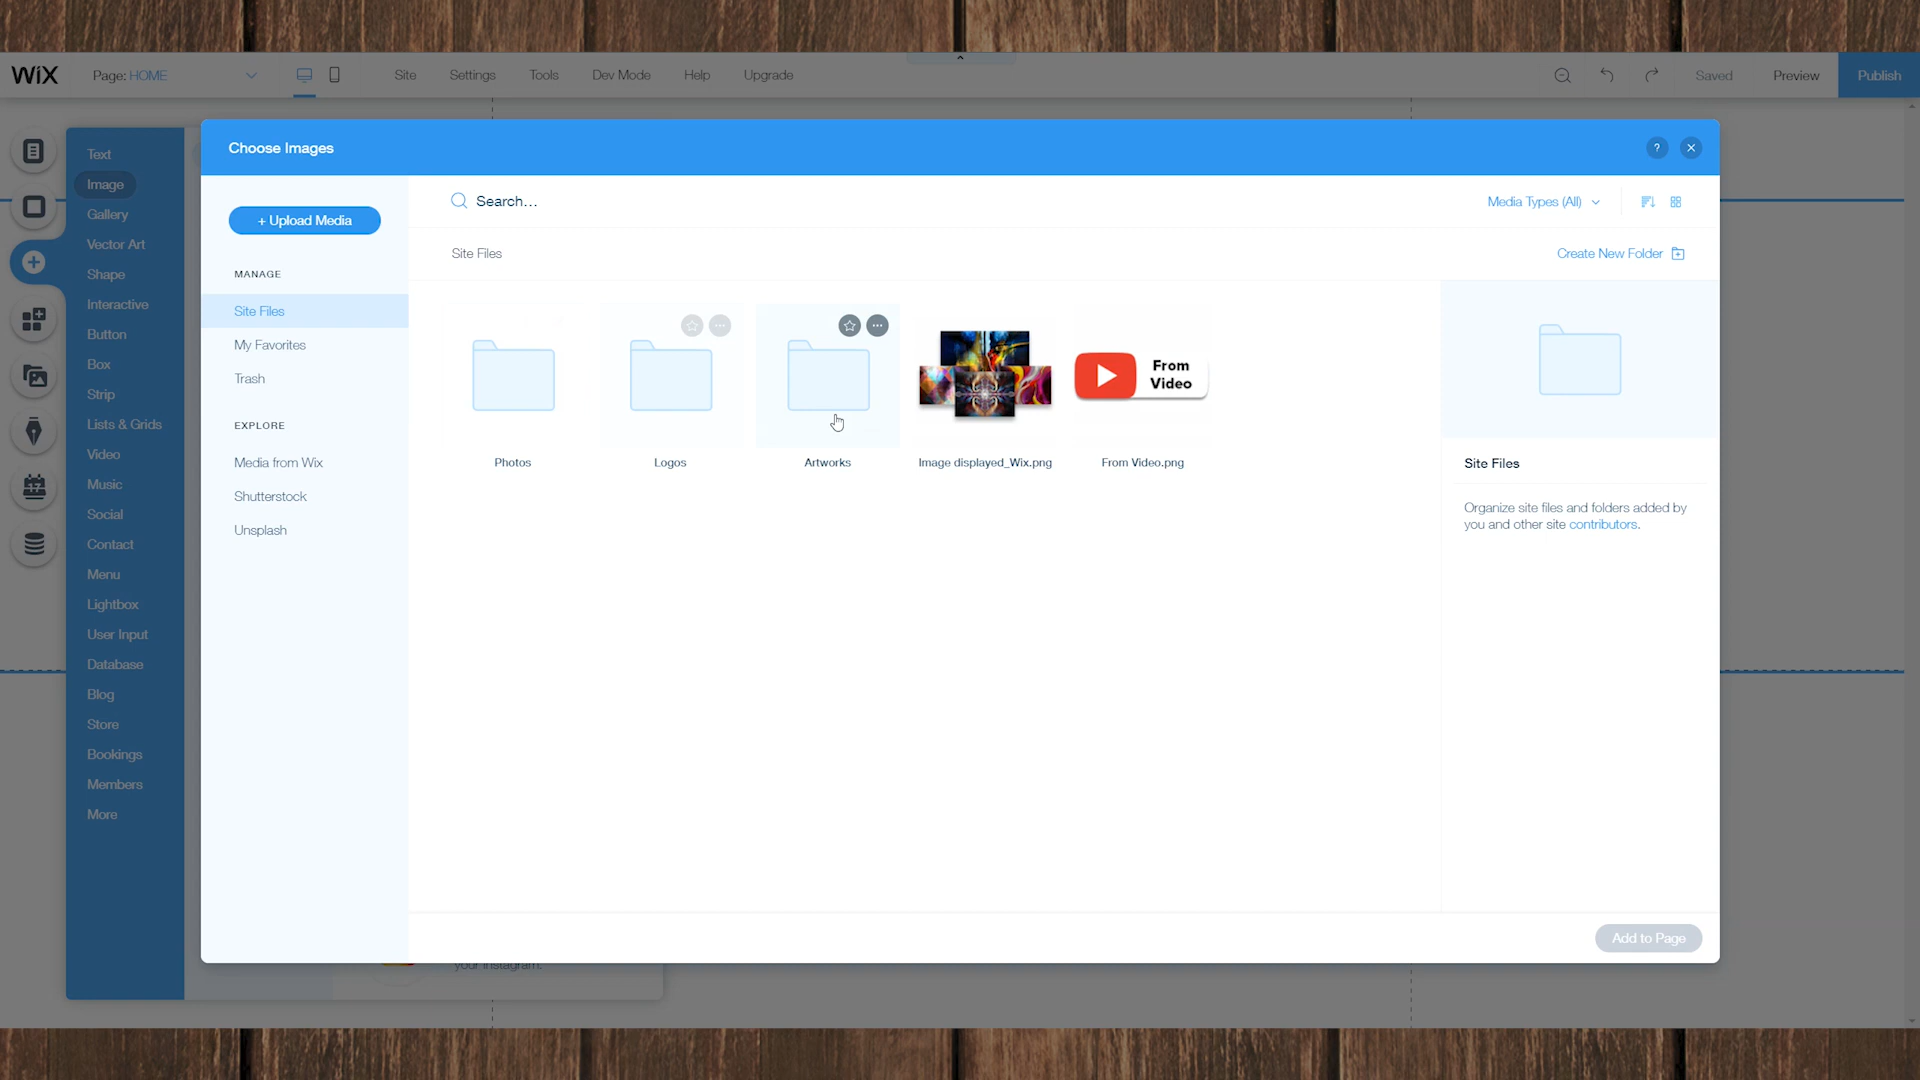 WiX
Page: HOME
Site
Settings
Tools
Dev Mode
Help
Upgrade
Saved
Preview
Publish
Text
Image
Gallery
Vector Art
Shape
Interactive
Button
Box
Strip
Lists & Grids
Video
Music
Social
Contact
Menu
Lightbox
User Input
Database
Blog
Store
Bookings
Members
More
17
Choose Images
?
+ Upload Media
MANAGE
Site Files
My Favorites
Trash
EXPLORE
Media from Wix
Shutterstock
Unsplash
Search...
Media Types (All)
Site Files
Create New Folder
From
Video
Photos
Logos
Artworks
Image displayed_Wix.png
From Video.png
Site Files
Organize site files and folders added by
you and other site contributors.
Add to Page
your Instagram.